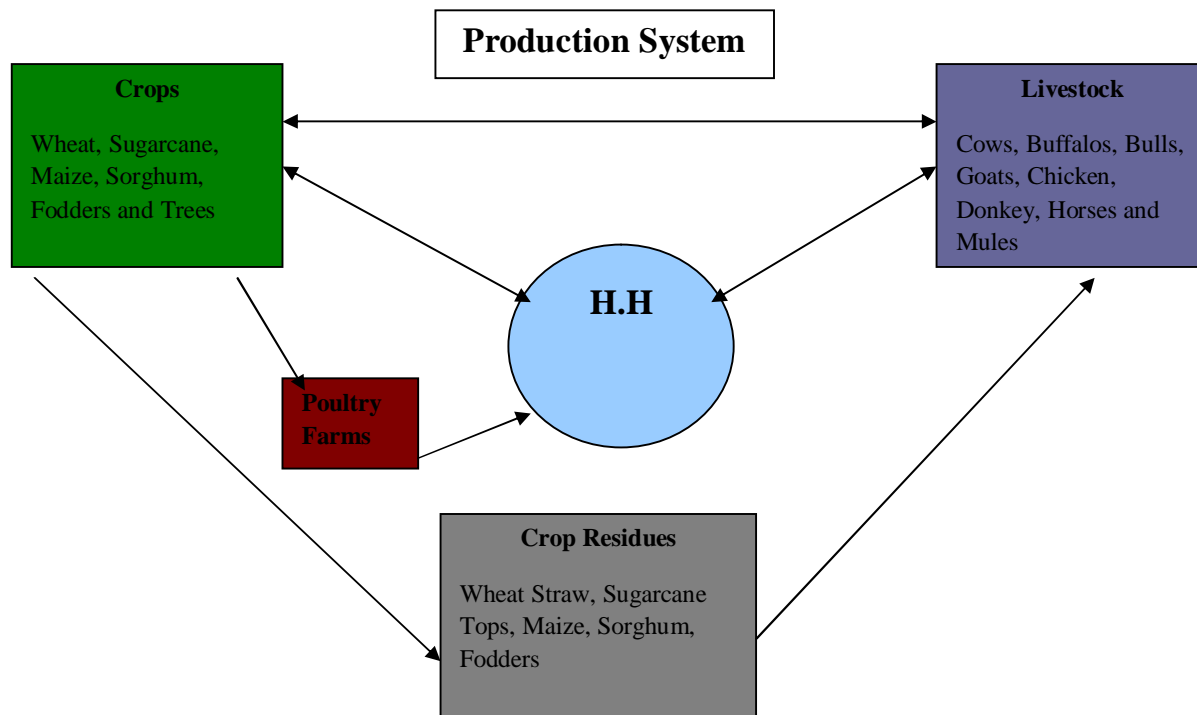 Production System
Crops
Wheat, Sugarcane,
Maize, Sorghum,
Fodders and Trees
Livestock
Cows, Buffalos, Bulls,
Goats, Chicken,
Donkey, Horses and
Mules
H.H
Poultry
Farms
Crop Residues
Wheat Straw, Sugarcane
Tops, Maize, Sorghum,
Fodders